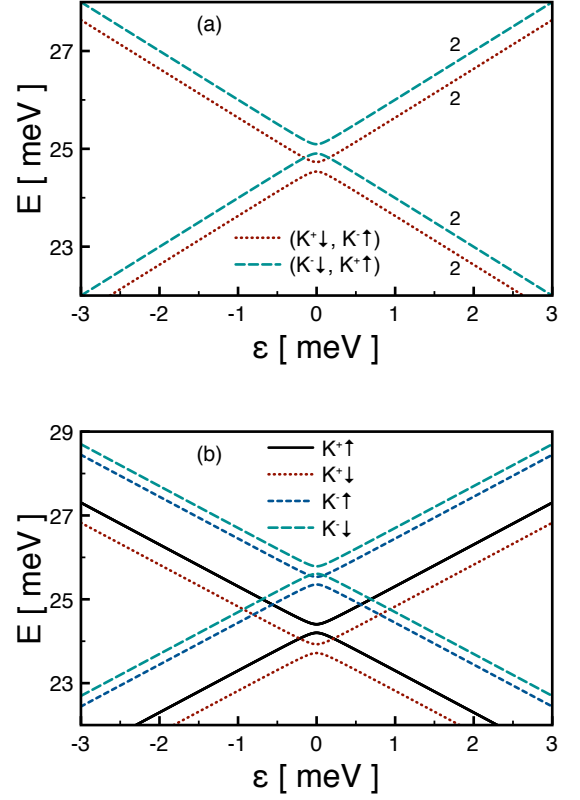 (a)
27
25
23
E [ meV ]
2
2
2
2
(K⁺↓, K⁻↑)
(K⁻↓, K⁺↑)
-3 -2 -1 0 1 2 3
ε [ meV ]
(b)
29
27
25
23
E [ meV ]
K⁺↑
K⁺↓
K⁻↑
K⁻↓
-3 -2 -1 0 1 2 3
ε [ meV ]